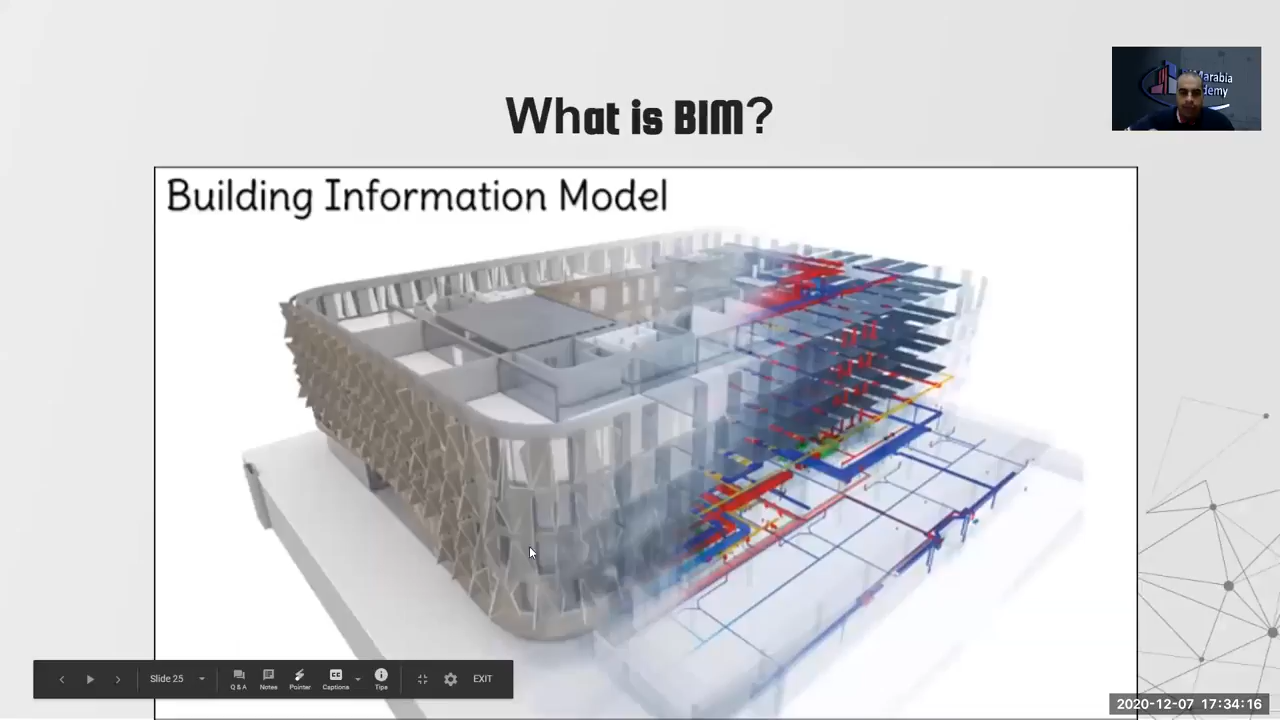 What is BIM?
Marabia
demy
Building Information Model
Slide 25
Q & A
Notes
Pointer
CC
Captions
Tips
EXIT
2020-12-07 17:34:16